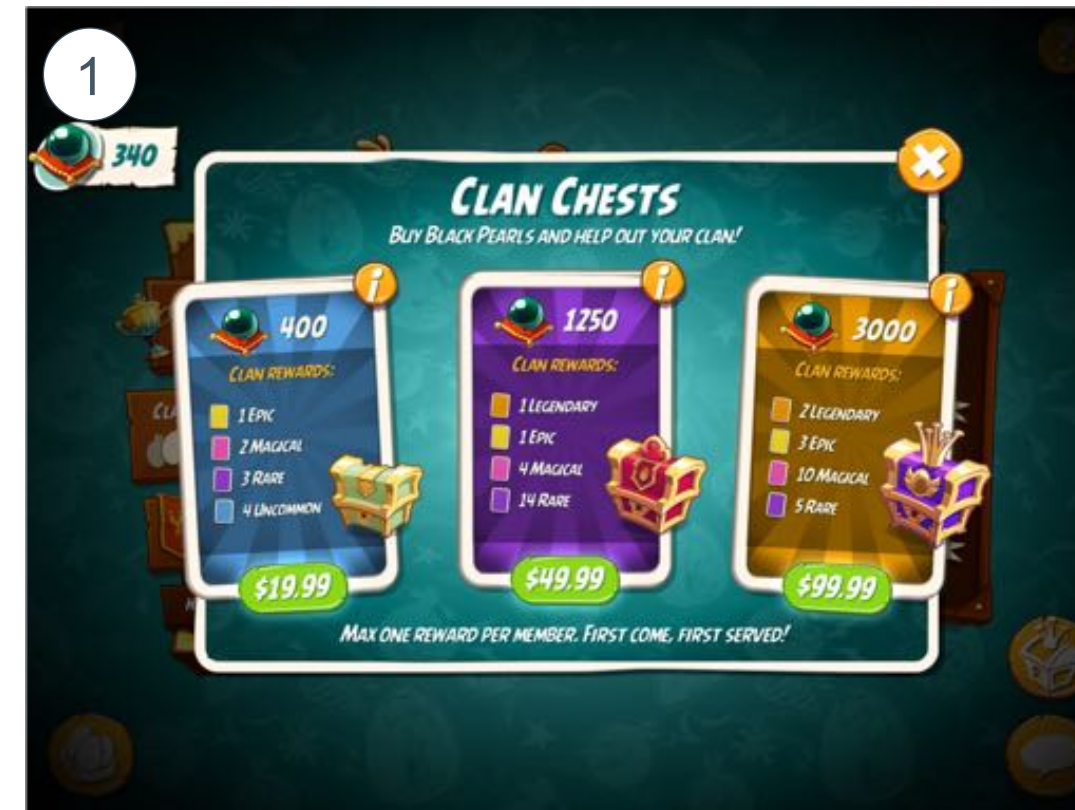 1
340
CLAN CHESTS
BUY BLACK PEARLS AND HELP OUT YOUR CLAN!
i
400
CLAN REWARDS:
1 EPIC
2 MAGICAL
3 RARE
4 UNCOMMON
$19.99
i
1250
CLAN REWARDS:
1 LEGENDARY
1 EPIC
4 MAGICAL
14 RARE
$49.99
i
3000
CLAN REWARDS:
2 LEGENDARY
3 EPIC
10 MAGICAL
5 RARE
$99.99
MAX ONE REWARD PER MEMBER. FIRST COME, FIRST SERVED!